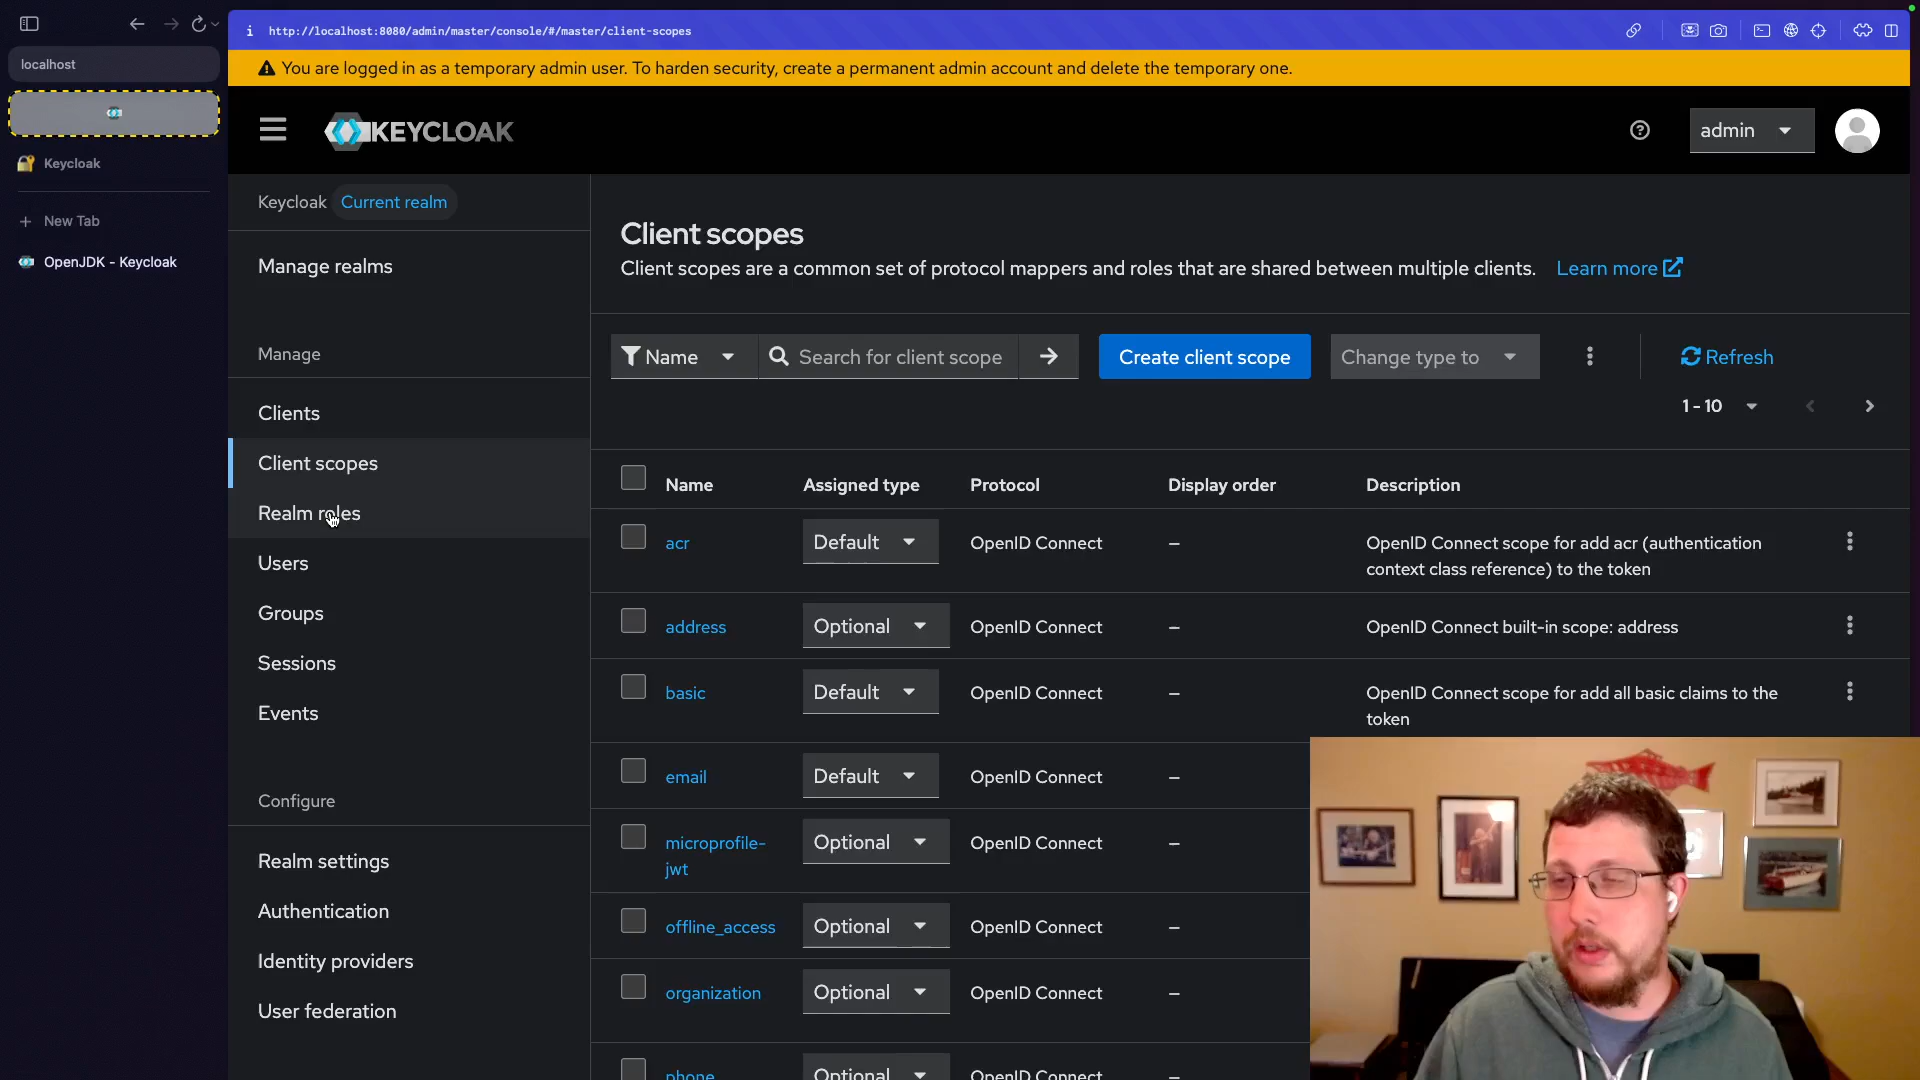 localhost
Keycloak
New Tab
OpenJDK - Keycloak
http://localhost:8080/admin/master/console/#/master/client-scopes
You are logged in as a temporary admin user. To harden security, create a permanent admin account and delete the temporary one.
KEYCLOAK
admin
Keycloak Current realm
Manage realms
Manage
Clients
Client scopes
Realm roles
Users
Groups
Sessions
Events
Configure
Realm settings
Authentication
Identity providers
User federation
Client scopes
Client scopes are a common set of protocol mappers and roles that are shared between multiple clients. Learn more
Name Search for client scope Create client scope Change type to Refresh
1 - 10
Name Assigned type Protocol Display order Description
acr Default OpenID Connect – OpenID Connect scope for add acr (authentication
context class reference) to the token
address Optional OpenID Connect – OpenID Connect built-in scope: address
basic Default OpenID Connect – OpenID Connect scope for add all basic claims to the
token
email Default OpenID Connect –
microprofile-
jwt Optional OpenID Connect –
offline_access Optional OpenID Connect –
organization Optional OpenID Connect –
phone Optional OpenID Connect –